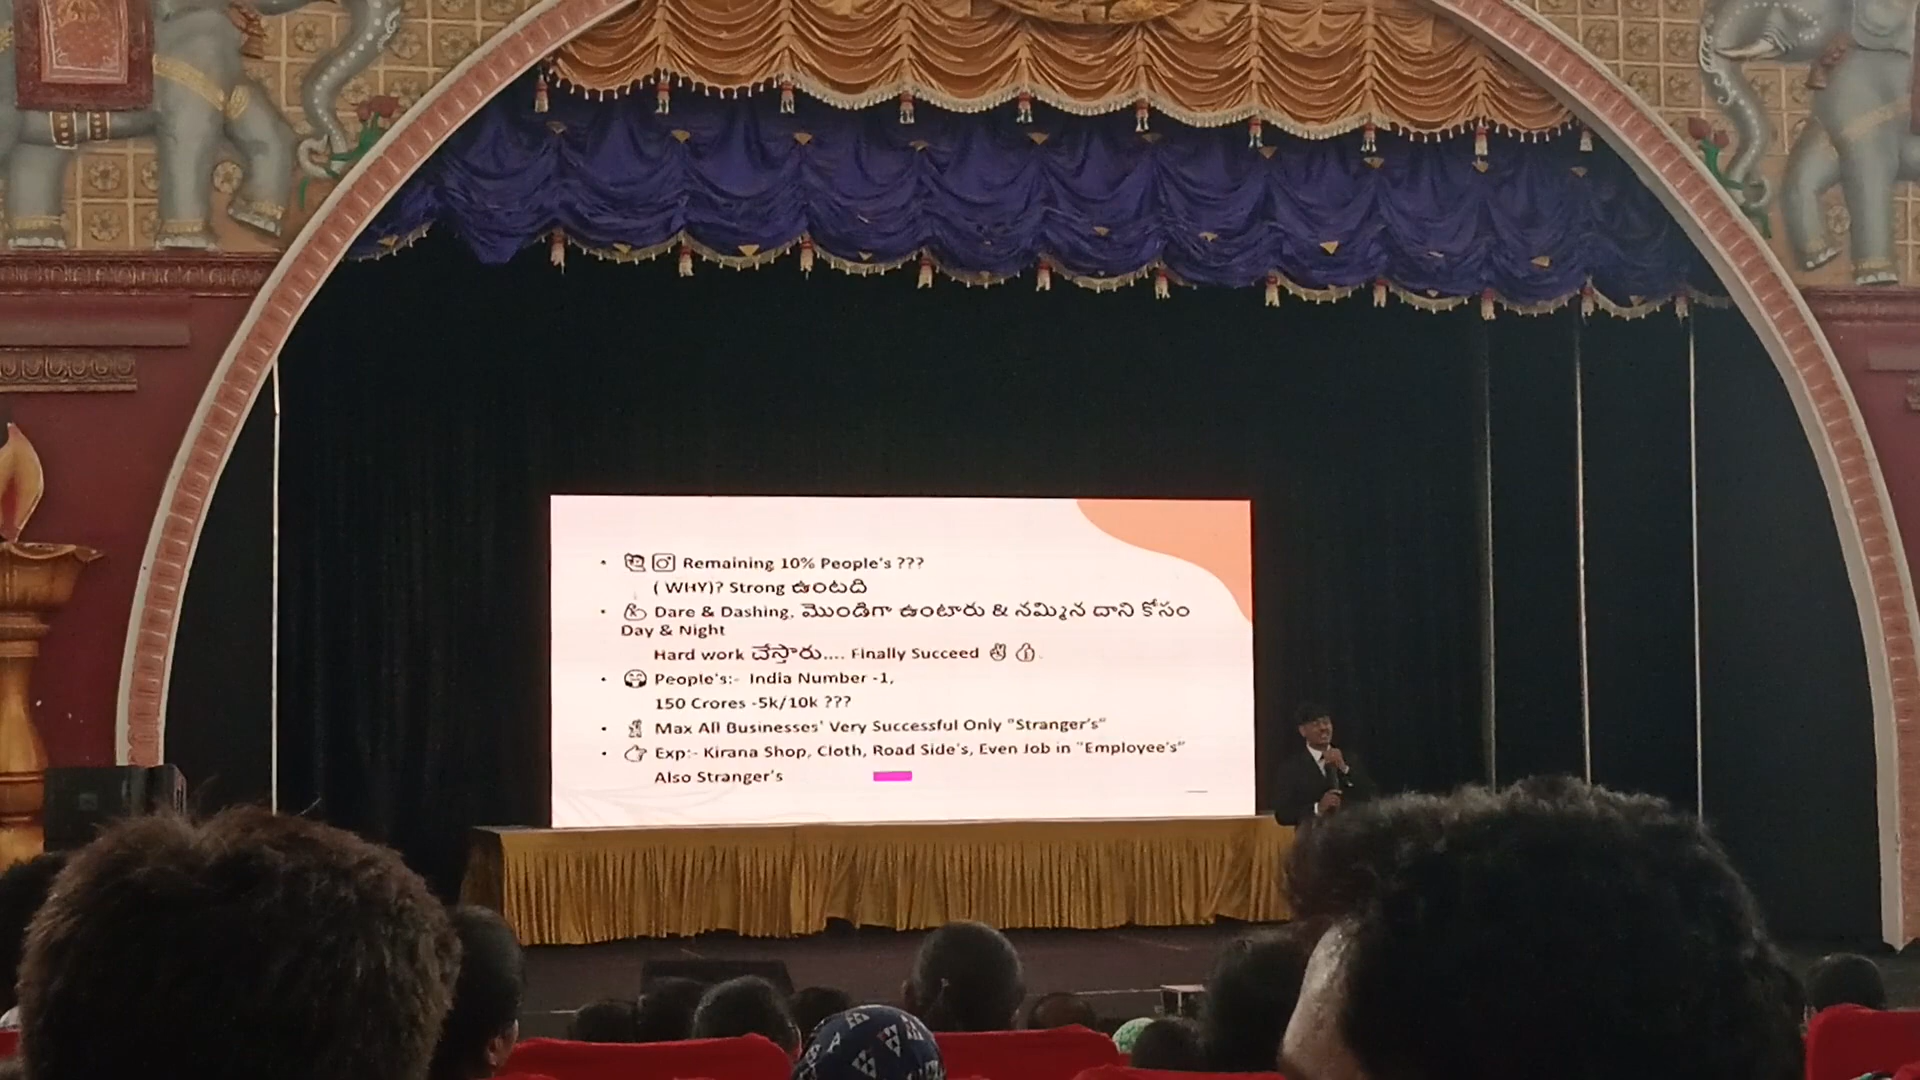 Remaining 10% People's ???
( WHY)? Strong ఉంటది
Dare & Dashing, మొండిగా ఉంటారు & నమ్మిన దాని కోసం
Day & Night
Hard work చేస్తారు.... Finally Succeed
People's:- India Number -1,
150 Crores -5k/10k ???
Max All Businesses' Very Successful Only "Stranger's"
Exp:- Kirana Shop, Cloth, Road Side's, Even Job in "Employee's"
Also Stranger's